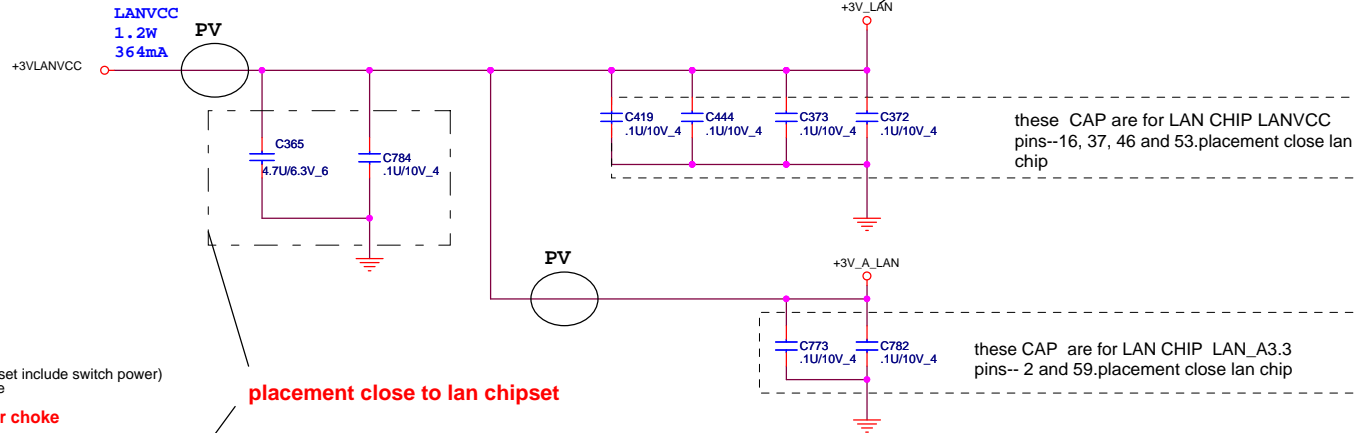 LANVCC
1.2W
364mA
PV
+3VLANVCC
+3V_LAN
C365
4.7U/6.3V_6
C784
.1U/10V_4
C419
.1U/10V_4
C444
.1U/10V_4
C373
.1U/10V_4
C372
.1U/10V_4
these CAP are for LAN CHIP LANVCC
pins--16, 37, 46 and 53.placement close lan
chip
PV
+3V_A_LAN
C773
.1U/10V_4
C782
.1U/10V_4
these CAP are for LAN CHIP LAN_A3.3
pins-- 2 and 59.placement close lan chip
set include switch power)
e
r choke
placement close to lan chipset